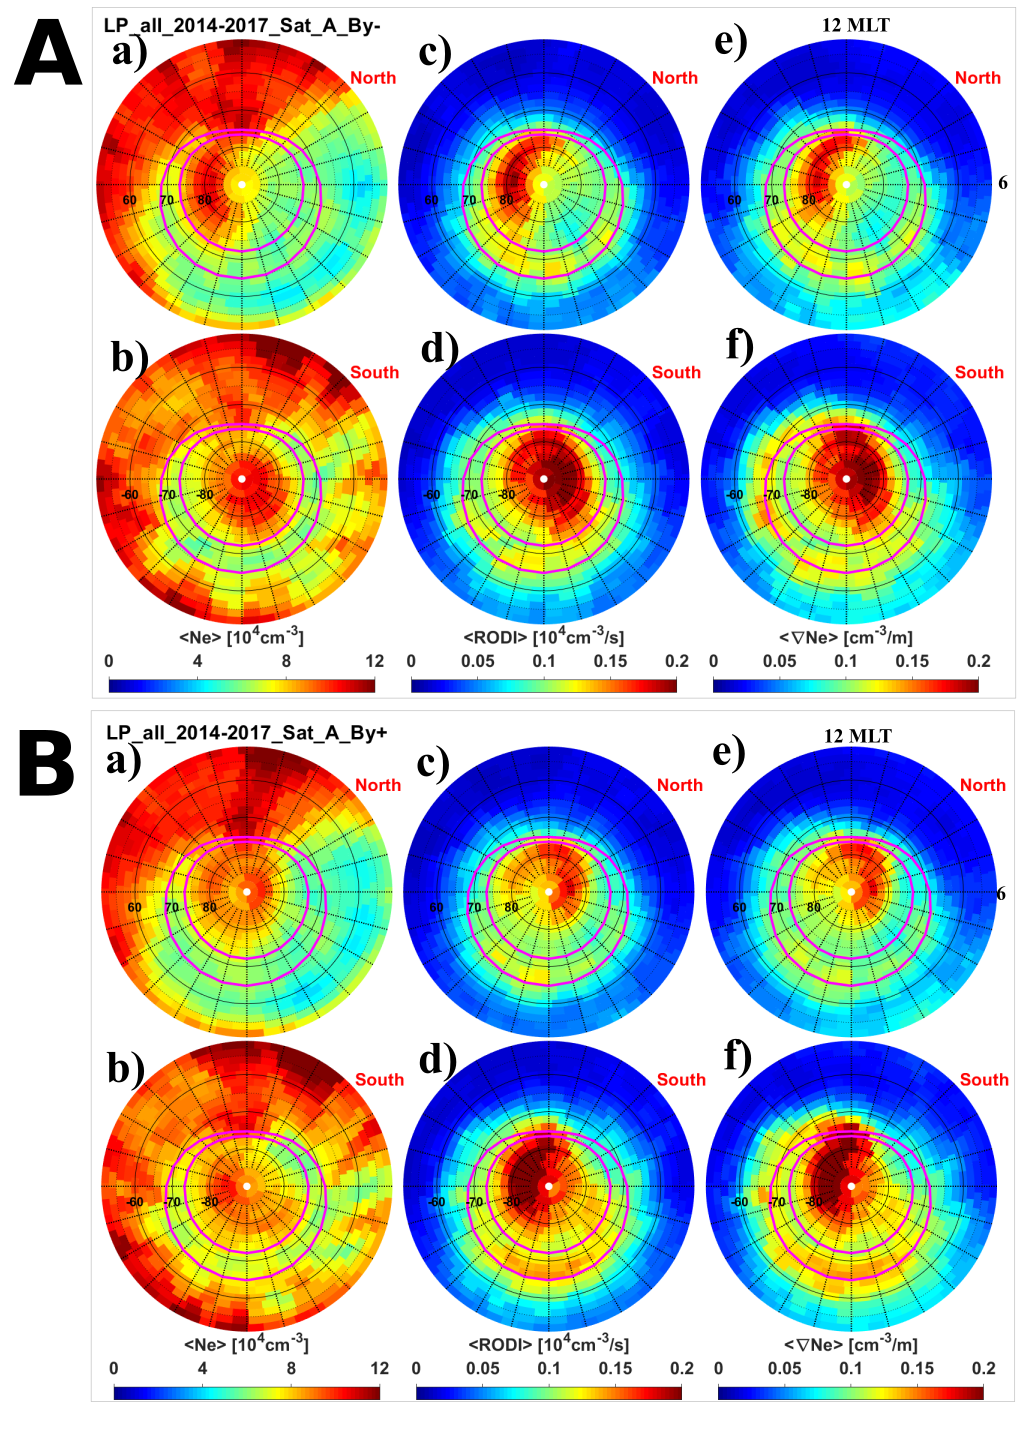 A
LP_all_2014-2017_Sat_A_By-
12 MLT
a)
c)
e)
North
North
North
60 70 80
60 70 80
60 70 80
6
b)
d)
f)
South
South
South
-60 -70 -80
-60 -70 -80
-60 -70 -80
<Ne> [10⁴cm⁻³]
<RODI> [10⁴cm⁻³/s]
<∇Ne> [cm⁻³/m]
0 4 8 12
0 0.05 0.1 0.15 0.2
0 0.05 0.1 0.15 0.2
B
LP_all_2014-2017_Sat_A_By+
12 MLT
a)
c)
e)
North
North
North
60 70 80
60 70 80
60 70 80
6
b)
d)
f)
South
South
South
-60 -70 -80
-60 -70 -80
-60 -70 -80
<Ne> [10⁴cm⁻³]
<RODI> [10⁴cm⁻³/s]
<∇Ne> [cm⁻³/m]
0 4 8 12
0 0.05 0.1 0.15 0.2
0 0.05 0.1 0.15 0.2